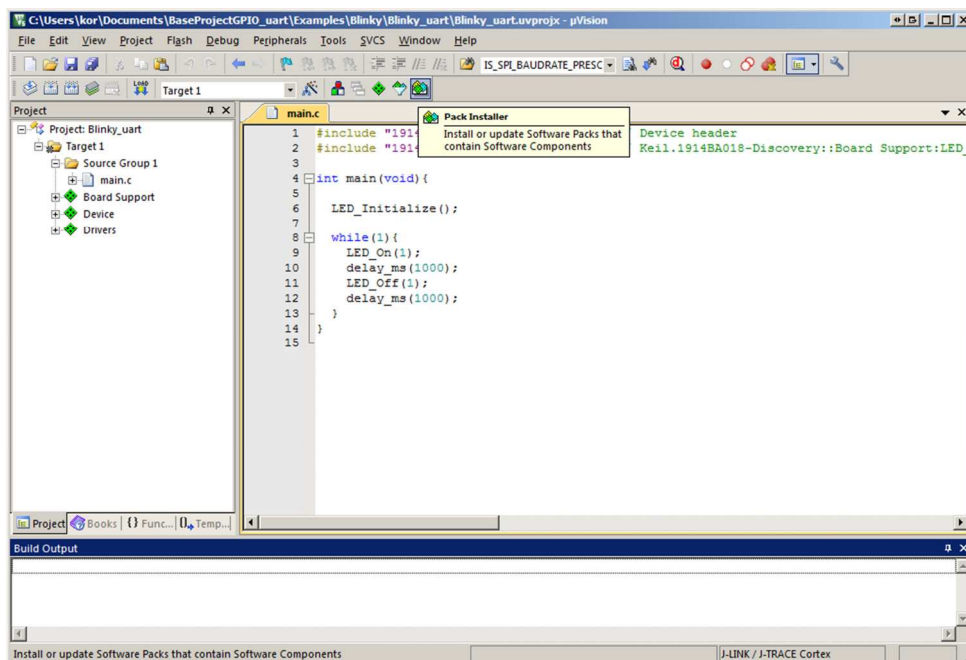 C:\Users\kor\Documents\BaseProjectGPIO_uart\Examples\Blinky\Blinky_uart\Blinky_uart.uvprojx - µVision
File Edit View Project Flash Debug Peripherals Tools SVCS Window Help
IS_SPI_BAUDRATE_PRESC
LOAD Target 1
Project
Project: Blinky_uart
Target 1
Source Group 1
main.c
Board Support
Device
Drivers
Project Books {} Func... Temp...
main.c
Pack Installer
Install or update Software Packs that
contain Software Components
1 #include "1914 Device header
2 #include "1914 Keil.1914BA018-Discovery::Board Support:LED_
3
4 int main(void){
5
6 LED_Initialize();
7
8 while(1){
9 LED_On(1);
10 delay_ms(1000);
11 LED_Off(1);
12 delay_ms(1000);
13 }
14 }
15
Build Output
Install or update Software Packs that contain Software Components J-LINK / J-TRACE Cortex